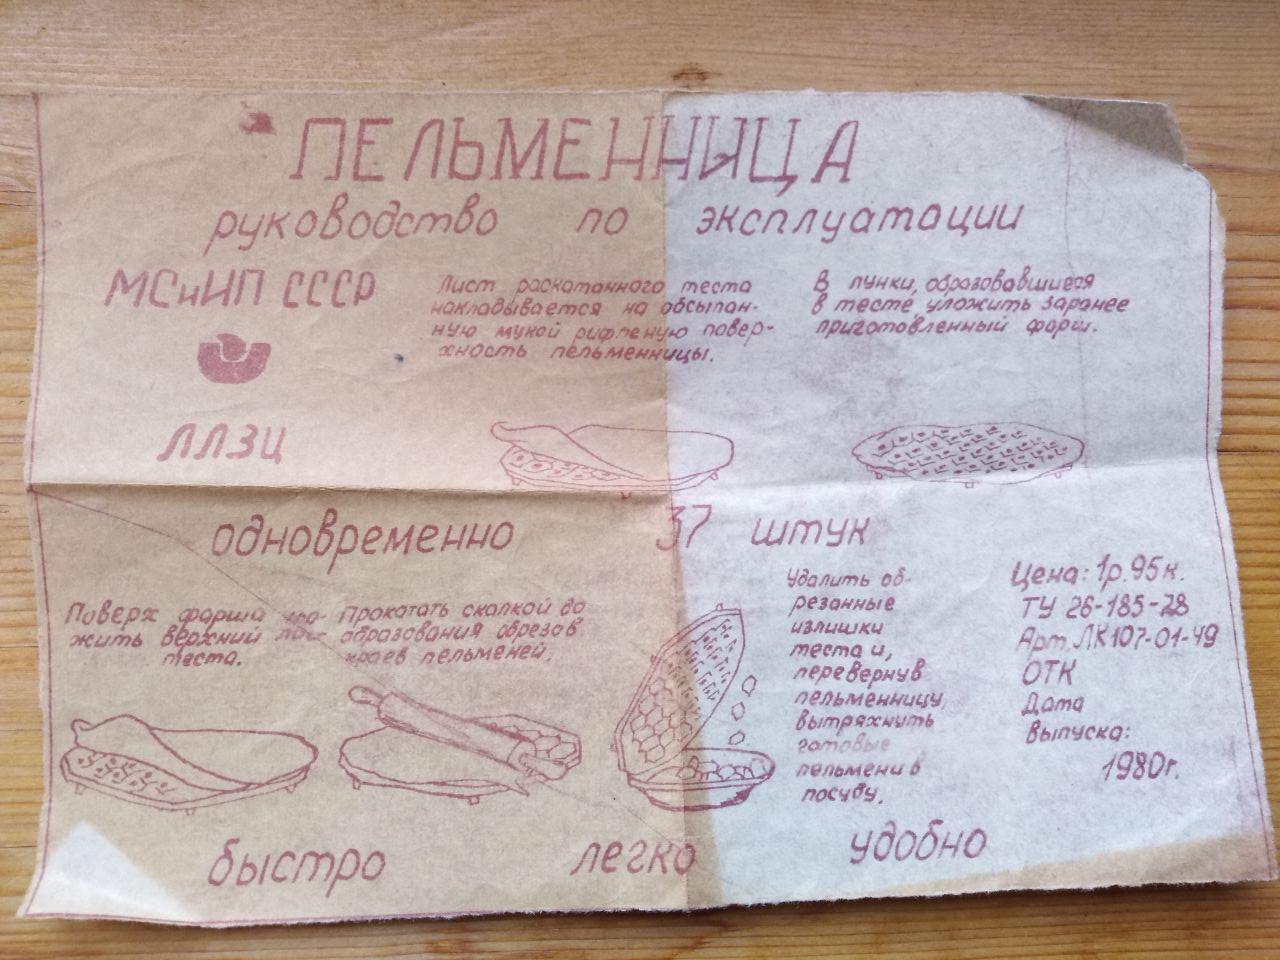 ПЕЛЬМЕННИЦА
руководство по эксплуатации
МСиИП СССР
ЛЛЗЦ
Лист раскатанного теста
накладывается на обсыпан-
ную мукой рифленую повер-
хность пельменницы.
В лунки, образовавшиеся
в тесте, уложить заранее
приготовленный фарш.
одновременно 37 штук
Поверх фарша
жить верхний
теста.
Прокатать скалкой до
образования обрезов
краев пельменей.
Удалить об-
резанные
излишки
теста и,
перевернув
пельменницу,
вытряхнуть
готовые
пельмени в
посуду.
Цена: 1р. 95к.
ТУ 26-185-28
Арт. ЛК107-01-49
ОТК
Дата
выпуска:
1980г.
быстро легко удобно